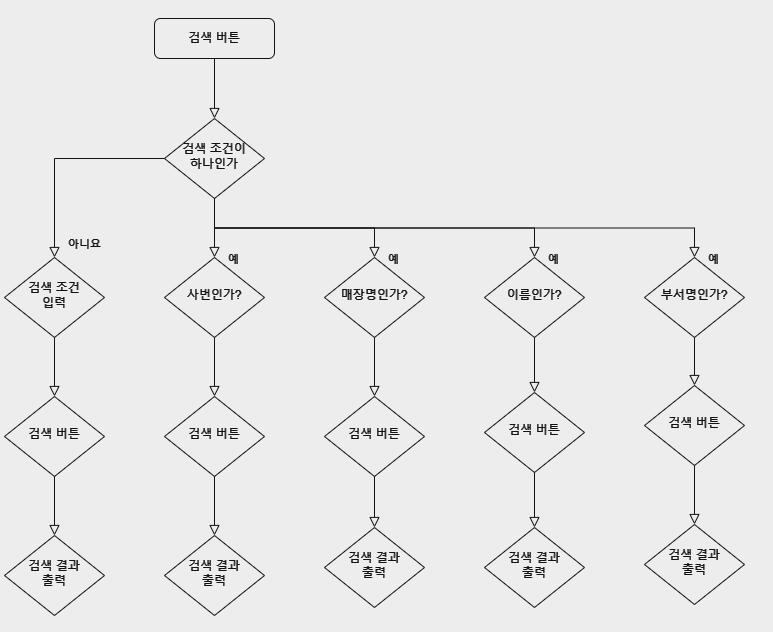 검색 버튼
검색 조건이
하나인가
아니요
예
예
예
예
검색 조건
입력
사번인가?
매장명인가?
이름인가?
부서명인가?
검색 버튼
검색 버튼
검색 버튼
검색 버튼
검색 버튼
검색 결과
출력
검색 결과
출력
검색 결과
출력
검색 결과
출력
검색 결과
출력